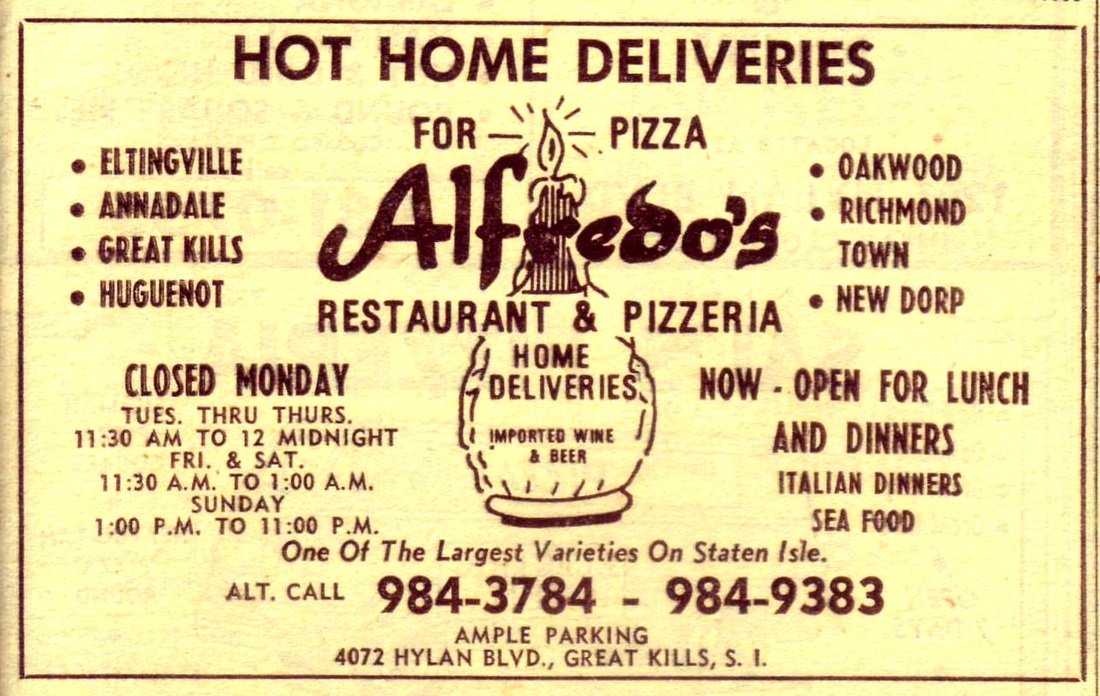 HOT HOME DELIVERIES
FOR PIZZA
• ELTINGVILLE
• ANNADALE
• GREAT KILLS
• HUGUENOT
Alfredo's
• OAKWOOD
• RICHMOND
TOWN
• NEW DORP
RESTAURANT & PIZZERIA
HOME
DELIVERIES
IMPORTED WINE
& BEER
CLOSED MONDAY
TUES. THRU THURS.
11:30 AM TO 12 MIDNIGHT
FRI. & SAT.
11:30 A.M. TO 1:00 A.M.
SUNDAY
1:00 P.M. TO 11:00 P.M.
NOW - OPEN FOR LUNCH
AND DINNERS
ITALIAN DINNERS
SEA FOOD
One Of The Largest Varieties On Staten Isle.
ALT. CALL 984-3784 - 984-9383
AMPLE PARKING
4072 HYLAN BLVD., GREAT KILLS, S. I.